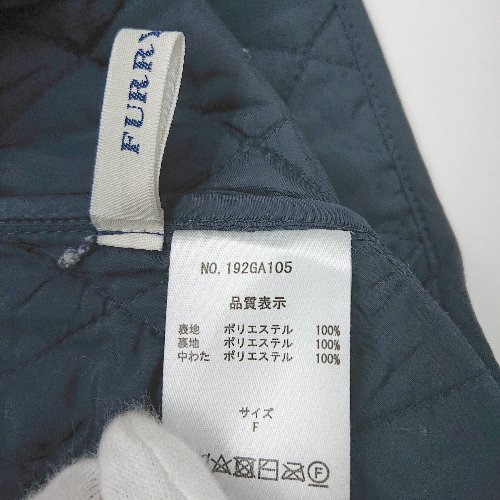 FURRY
NO.192GA105
品質表示
表地 ポリエステル 100%
裏地 ポリエステル 100%
中わた ポリエステル 100%
サイズ
F